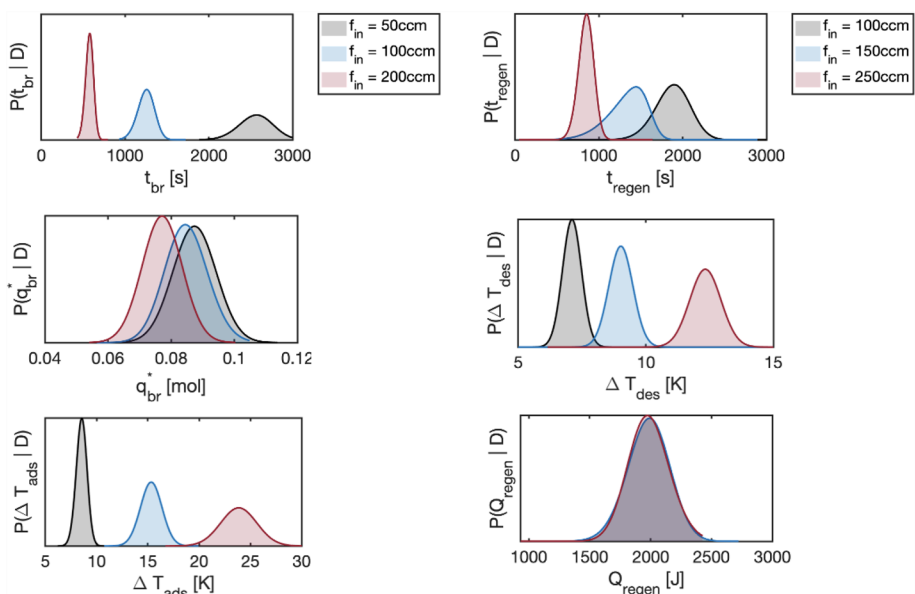 P(t_br | D)
0 1000 2000 3000
t_br [s]
f_in = 50ccm
f_in = 100ccm
f_in = 200ccm
P(t_regen | D)
0 1000 2000 3000
t_regen [s]
f_in = 100ccm
f_in = 150ccm
f_in = 250ccm
P(q*_br | D)
0.04 0.06 0.08 0.1 0.12
q*_br [mol]
P(Δ T_des | D)
5 10 15
Δ T_des [K]
P(Δ T_ads | D)
5 10 15 20 25 30
Δ T_ads [K]
P(Q_regen | D)
1000 1500 2000 2500 3000
Q_regen [J]